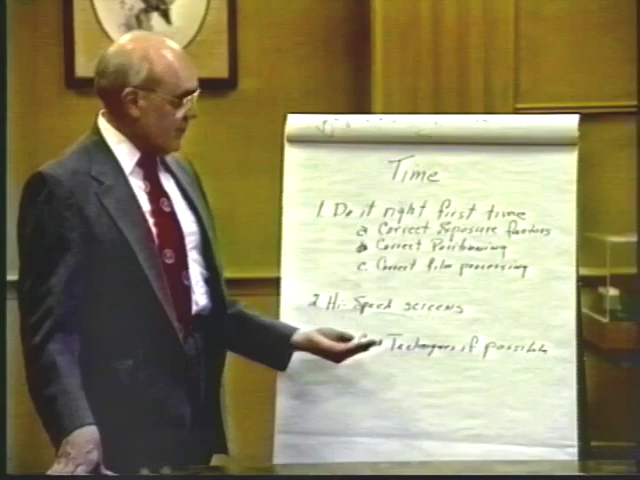 Time
1. Do it right first time
a Correct Exposure factors
b Correct Positioning
c. Correct film processing
2. Hi-Speed screens
Techniques if possible